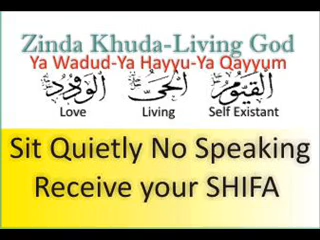 Zinda Khuda-Living God
Ya Wadud-Ya Hayyu-Ya Qayyum
الودود الحي القيوم
Love Living Self Existant
Sit Quietly No Speaking
Receive your SHIFA